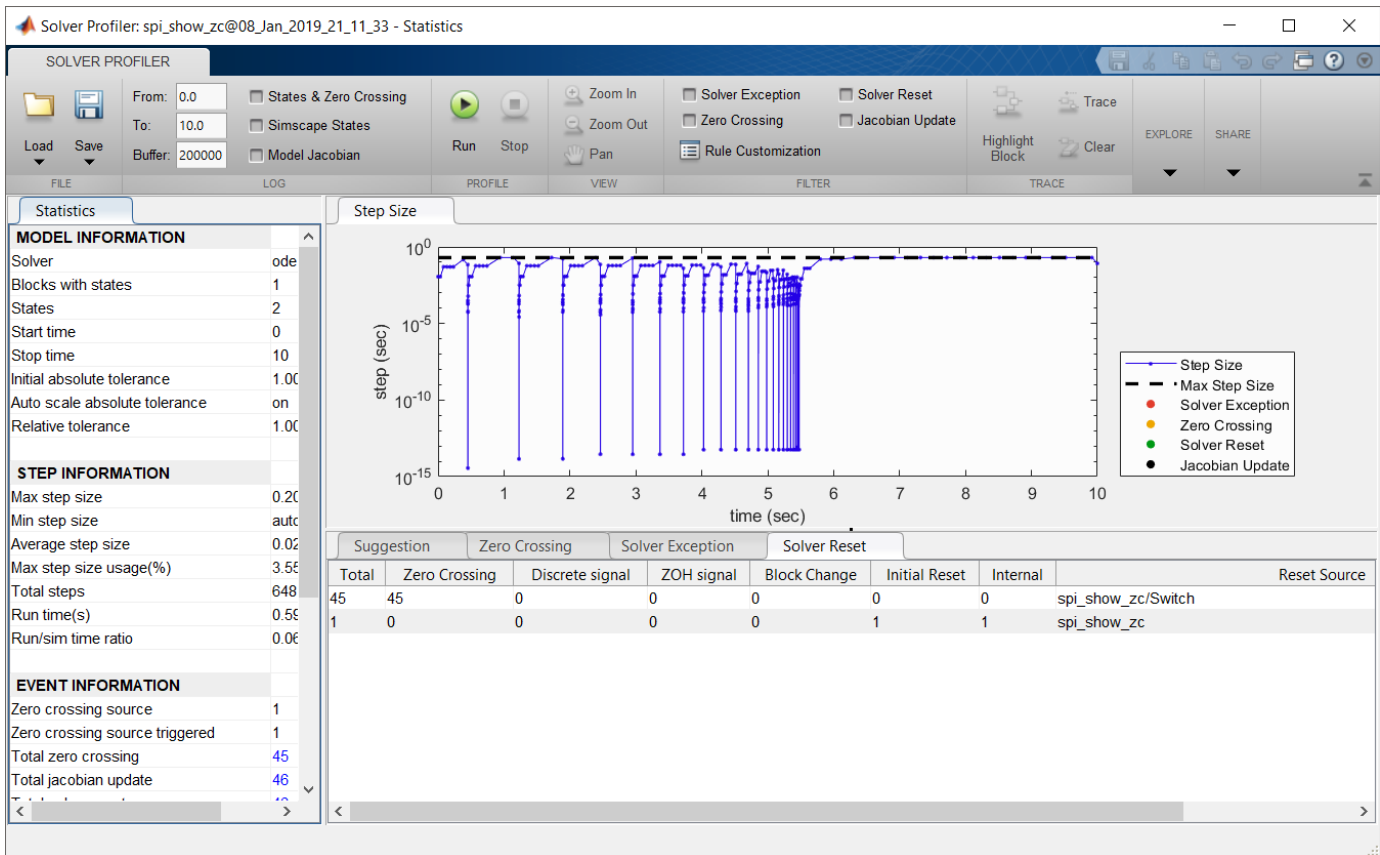 Solver Profiler: spi_show_zc@08_Jan_2019_21_11_33 - Statistics
SOLVER PROFILER
Load
Save
FILE
From: 0.0
To: 10.0
Buffer: 200000
States & Zero Crossing
Simscape States
Model Jacobian
LOG
Run
Stop
PROFILE
Zoom In
Zoom Out
Pan
VIEW
Solver Exception
Solver Reset
Zero Crossing
Jacobian Update
Rule Customization
FILTER
Highlight
Block
Trace
Clear
TRACE
EXPLORE
SHARE
Statistics
MODEL INFORMATION
Solver ode
Blocks with states 1
States 2
Start time 0
Stop time 10
Initial absolute tolerance 1.00
Auto scale absolute tolerance on
Relative tolerance 1.00
STEP INFORMATION
Max step size 0.20
Min step size auto
Average step size 0.02
Max step size usage(%) 3.55
Total steps 648
Run time(s) 0.59
Run/sim time ratio 0.06
EVENT INFORMATION
Zero crossing source 1
Zero crossing source triggered 1
Total zero crossing 45
Total jacobian update 46
Step Size
10^0
10^-5
10^-10
10^-15
step (sec)
0 1 2 3 4 5 6 7 8 9 10
time (sec)
Step Size
Max Step Size
Solver Exception
Zero Crossing
Solver Reset
Jacobian Update
Suggestion Zero Crossing Solver Exception Solver Reset
Total Zero Crossing Discrete signal ZOH signal Block Change Initial Reset Internal Reset Source
45 45 0 0 0 0 0 spi_show_zc/Switch
1 0 0 0 0 1 1 spi_show_zc